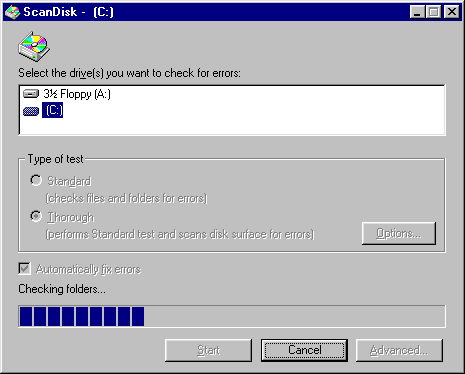 ScanDisk - (C:)
Select the drive(s) you want to check for errors:
3½ Floppy (A:)
(C:)
Type of test
Standard
(checks files and folders for errors)
Thorough
(performs Standard test and scans disk surface for errors)
Options...
Automatically fix errors
Checking folders...
Start Cancel Advanced...